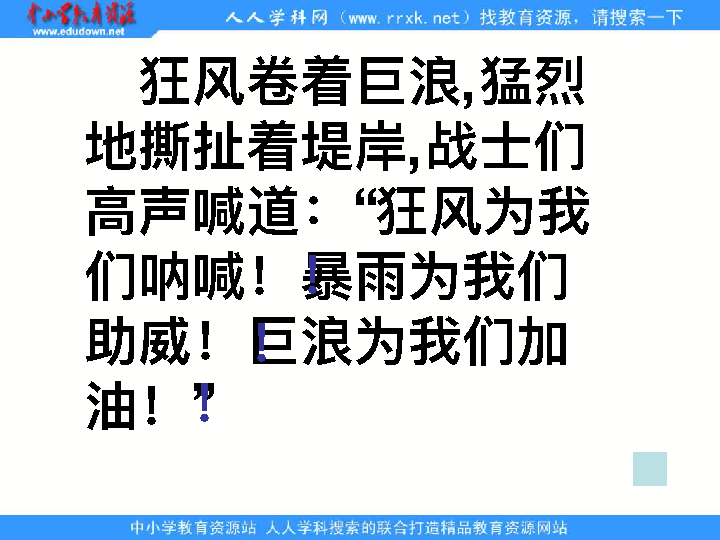 中小学教育资源
www.edudown.net
人人学科网（www.rrxk.net）找教育资源，请搜索一下
狂风卷着巨浪,猛烈
地撕扯着堤岸,战士们
高声喊道：“狂风为我
们呐喊！！暴雨为我们
助威！！巨浪为我们加
油！！”
中小学教育资源站 人人学科搜索的联合打造精品教育资源网站